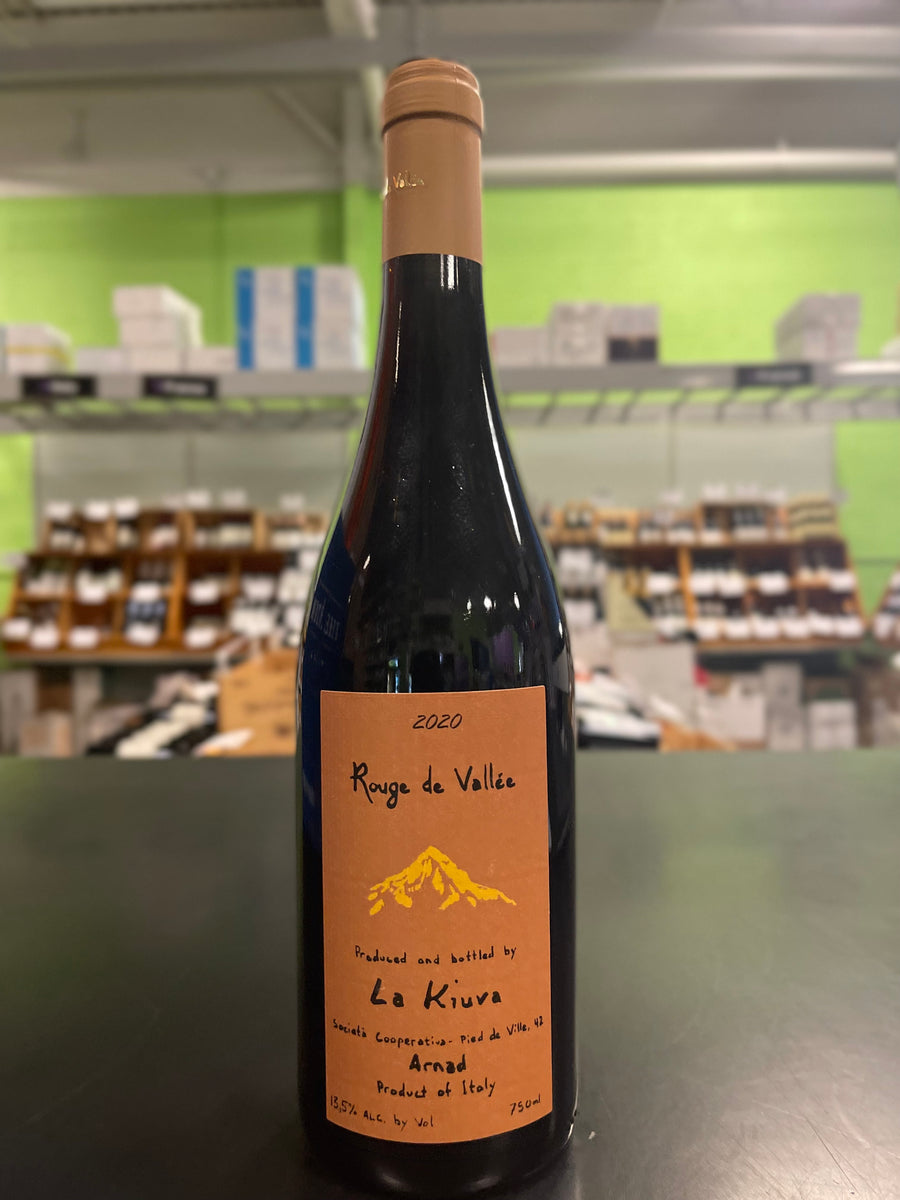 Vallée
2020
Rouge de Vallée
Produced and bottled by
La Kiuva
Società Cooperativa - Pied de Ville, 42
Arnad
Product of Italy
13,5% ALC. by Vol
750ml